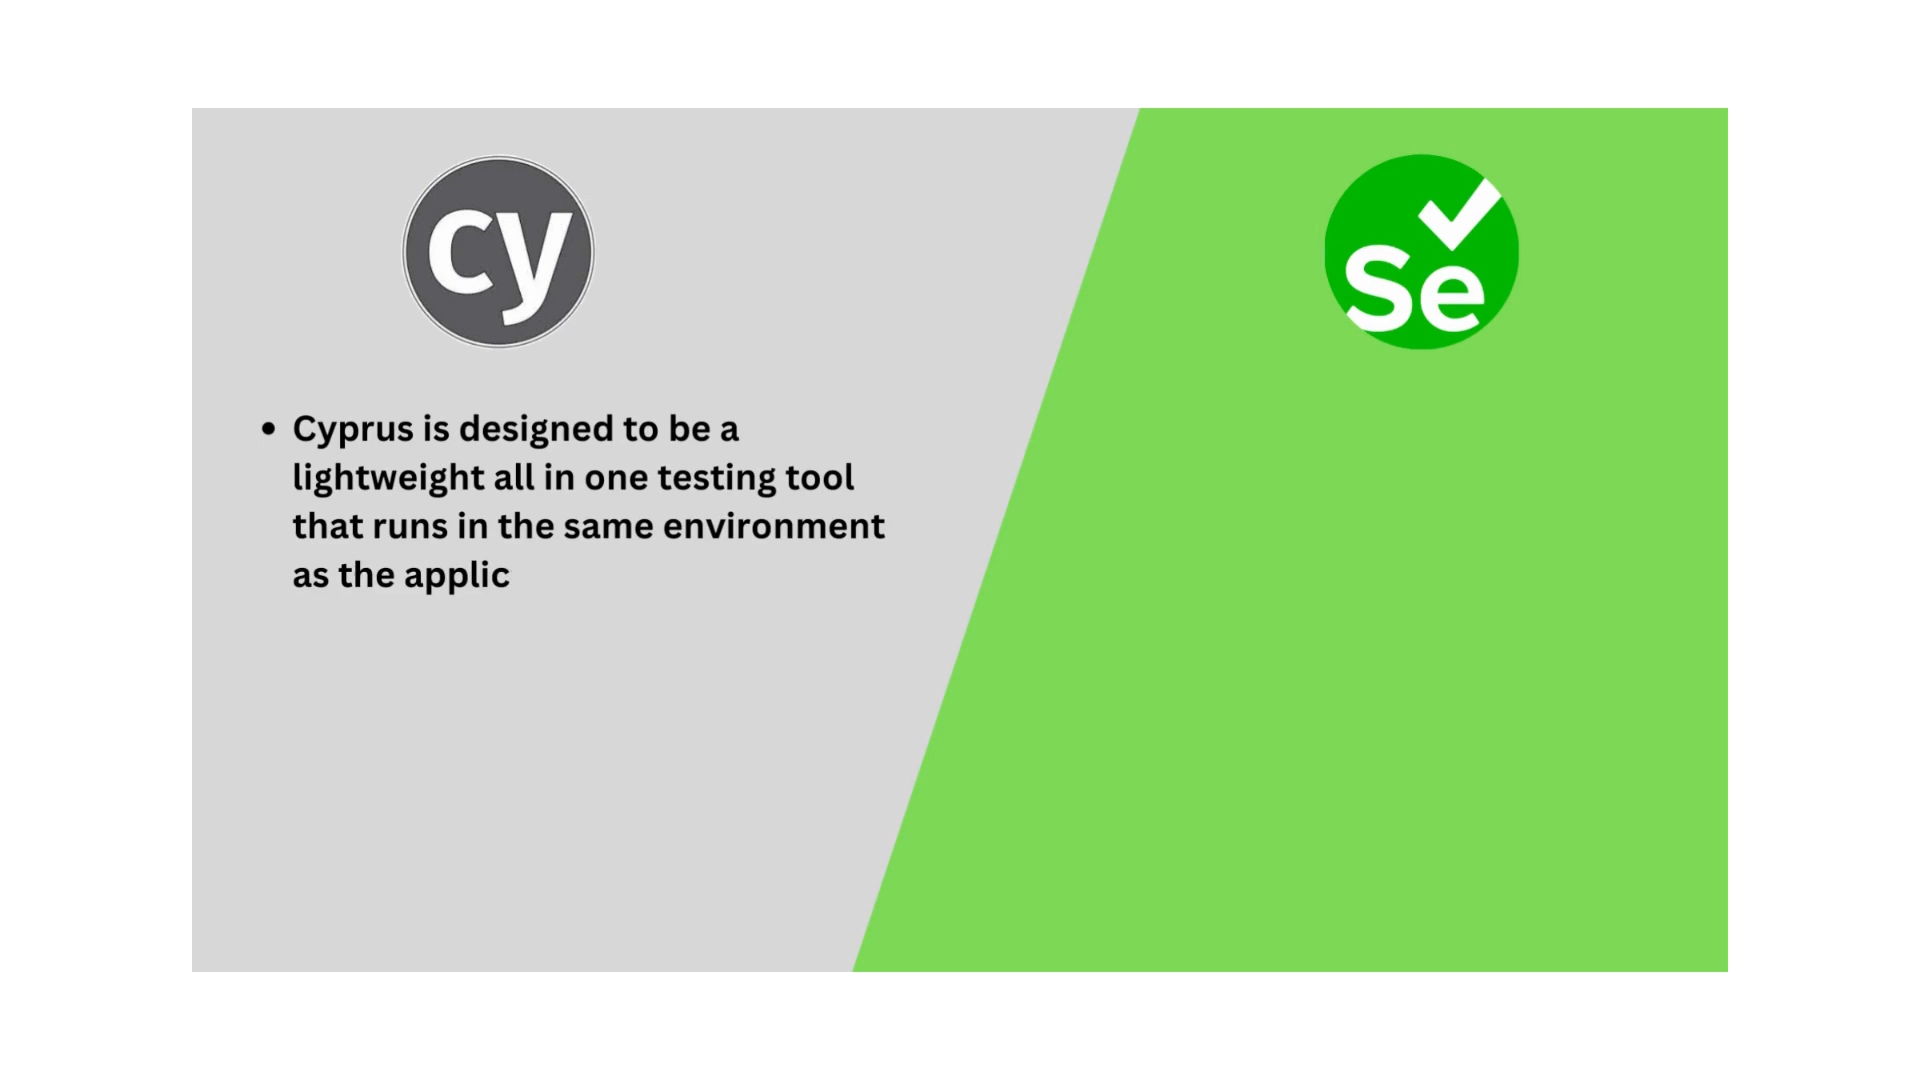 cy
Se
• Cyprus is designed to be a
lightweight all in one testing tool
that runs in the same environment
as the applic